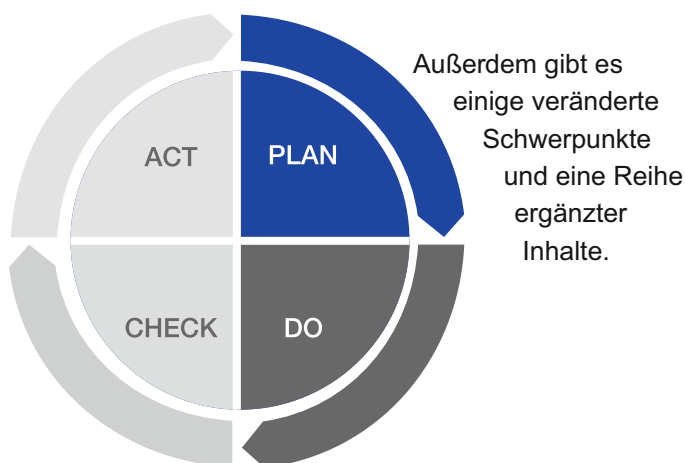 ACT
PLAN
CHECK
DO
Außerdem gibt es
einige veränderte
Schwerpunkte
und eine Reihe
ergänzter
Inhalte.